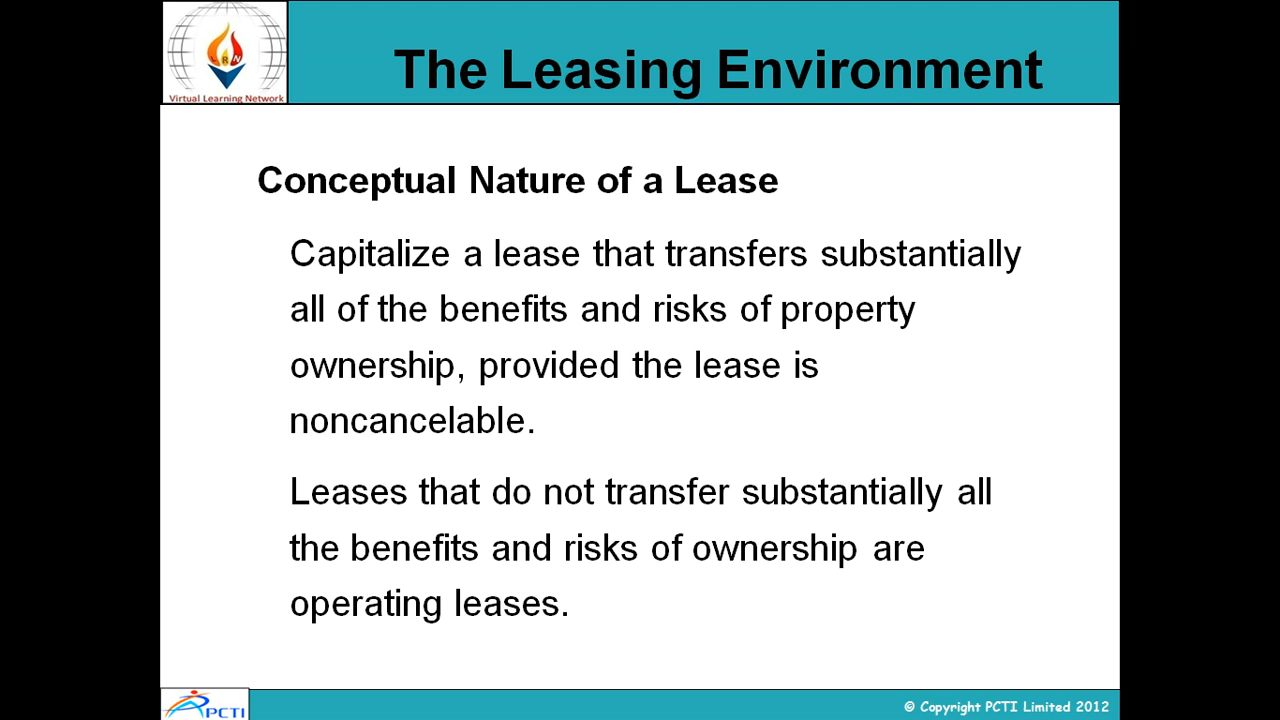 The Leasing Environment
LRN
Virtual Learning Network
Conceptual Nature of a Lease
Capitalize a lease that transfers substantially
all of the benefits and risks of property
ownership, provided the lease is
noncancelable.
Leases that do not transfer substantially all
the benefits and risks of ownership are
operating leases.
PCTI
© Copyright PCTI Limited 2012